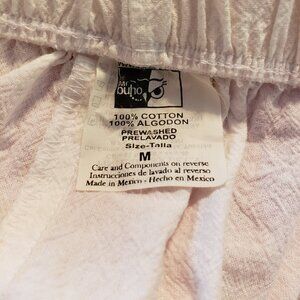 ouho
100% COTTON
100% ALGODON
PREWASHED
PRELAVADO
Size-Talla
M
Care and Components on reverse
Instrucciones de lavado al reverso
Made in Mexico - Hecho en Mexico